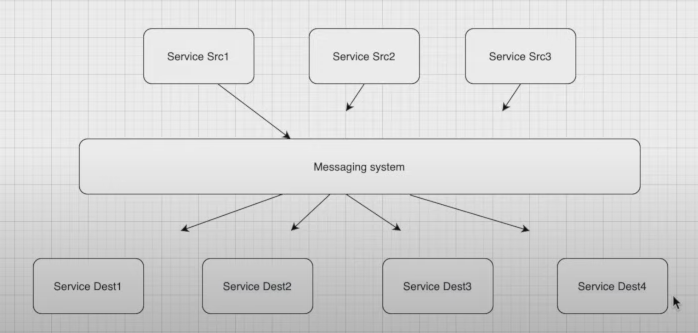 Service Src1
Service Src2
Service Src3
Messaging system
Service Dest1
Service Dest2
Service Dest3
Service Dest4